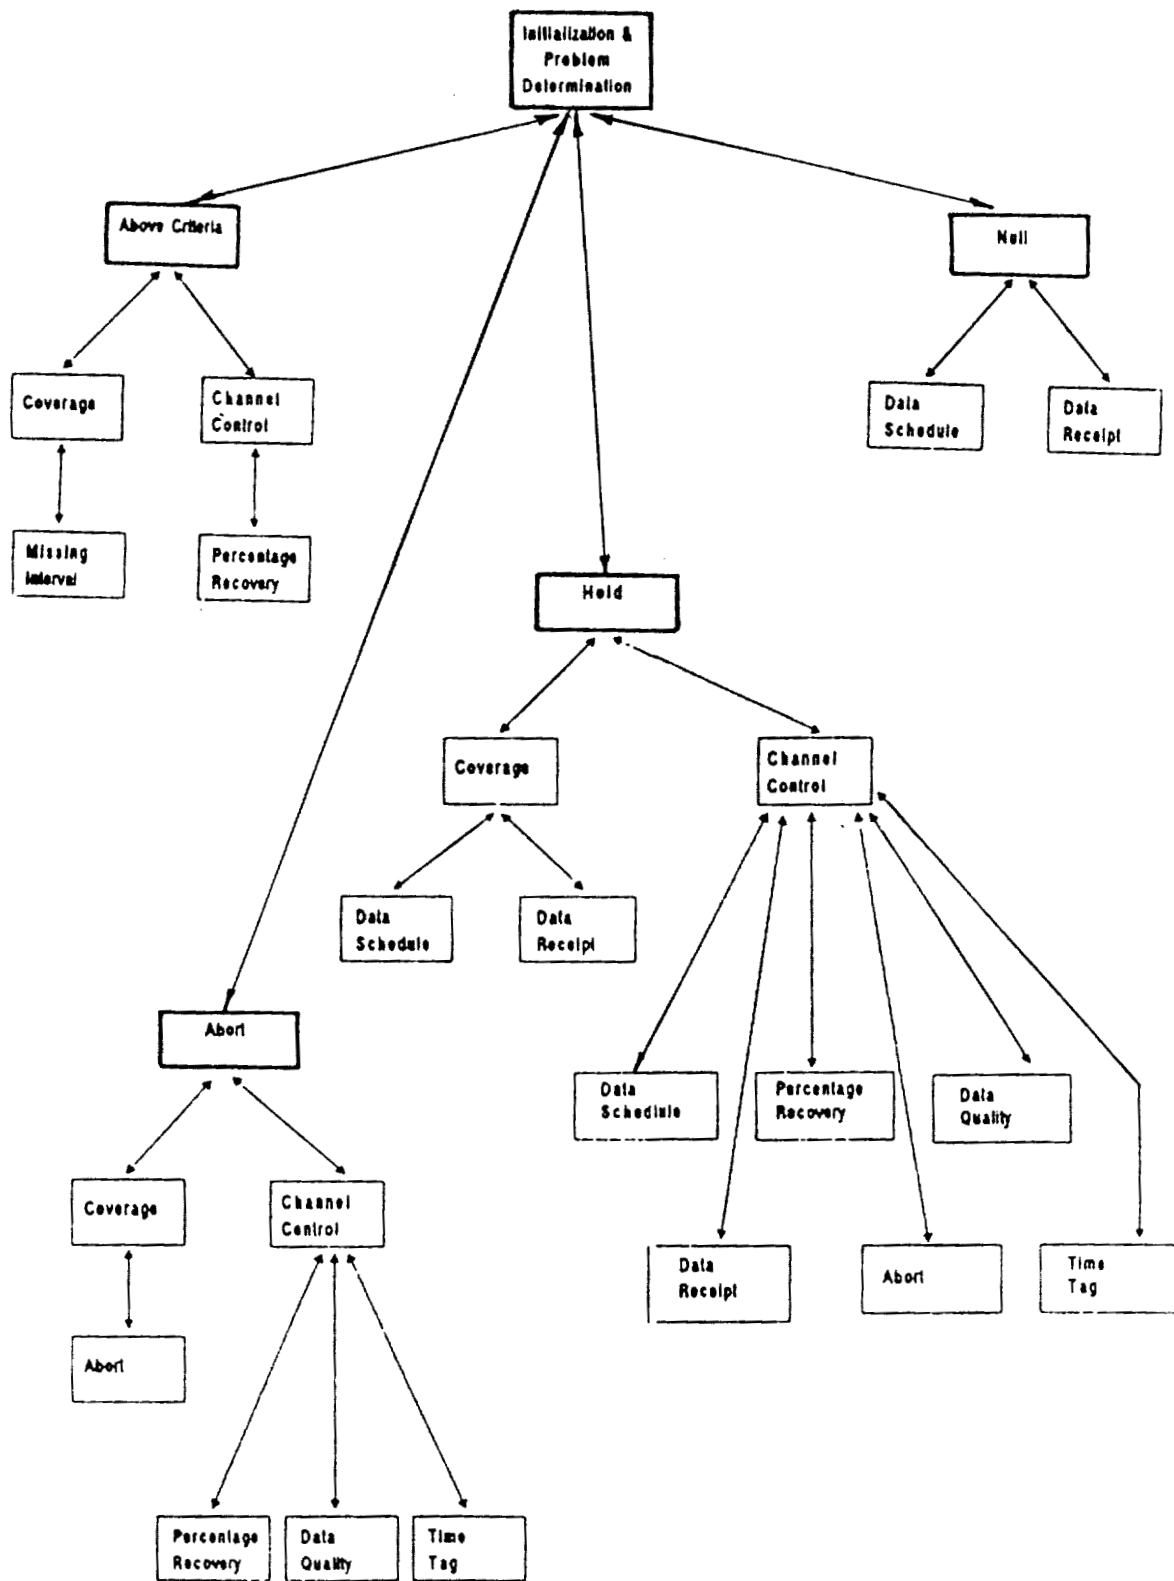 Initialization &
Problem
Determination
Above Criteria
Null
Coverage
Channel
Control
Data
Schedule
Data
Receipt
Missing
Interval
Percentage
Recovery
Hold
Coverage
Channel
Control
Data
Schedule
Data
Receipt
Abort
Data
Schedule
Percentage
Recovery
Data
Quality
Coverage
Channel
Control
Data
Receipt
Abort
Time
Tag
Abort
Percentage
Recovery
Data
Quality
Time
Tag